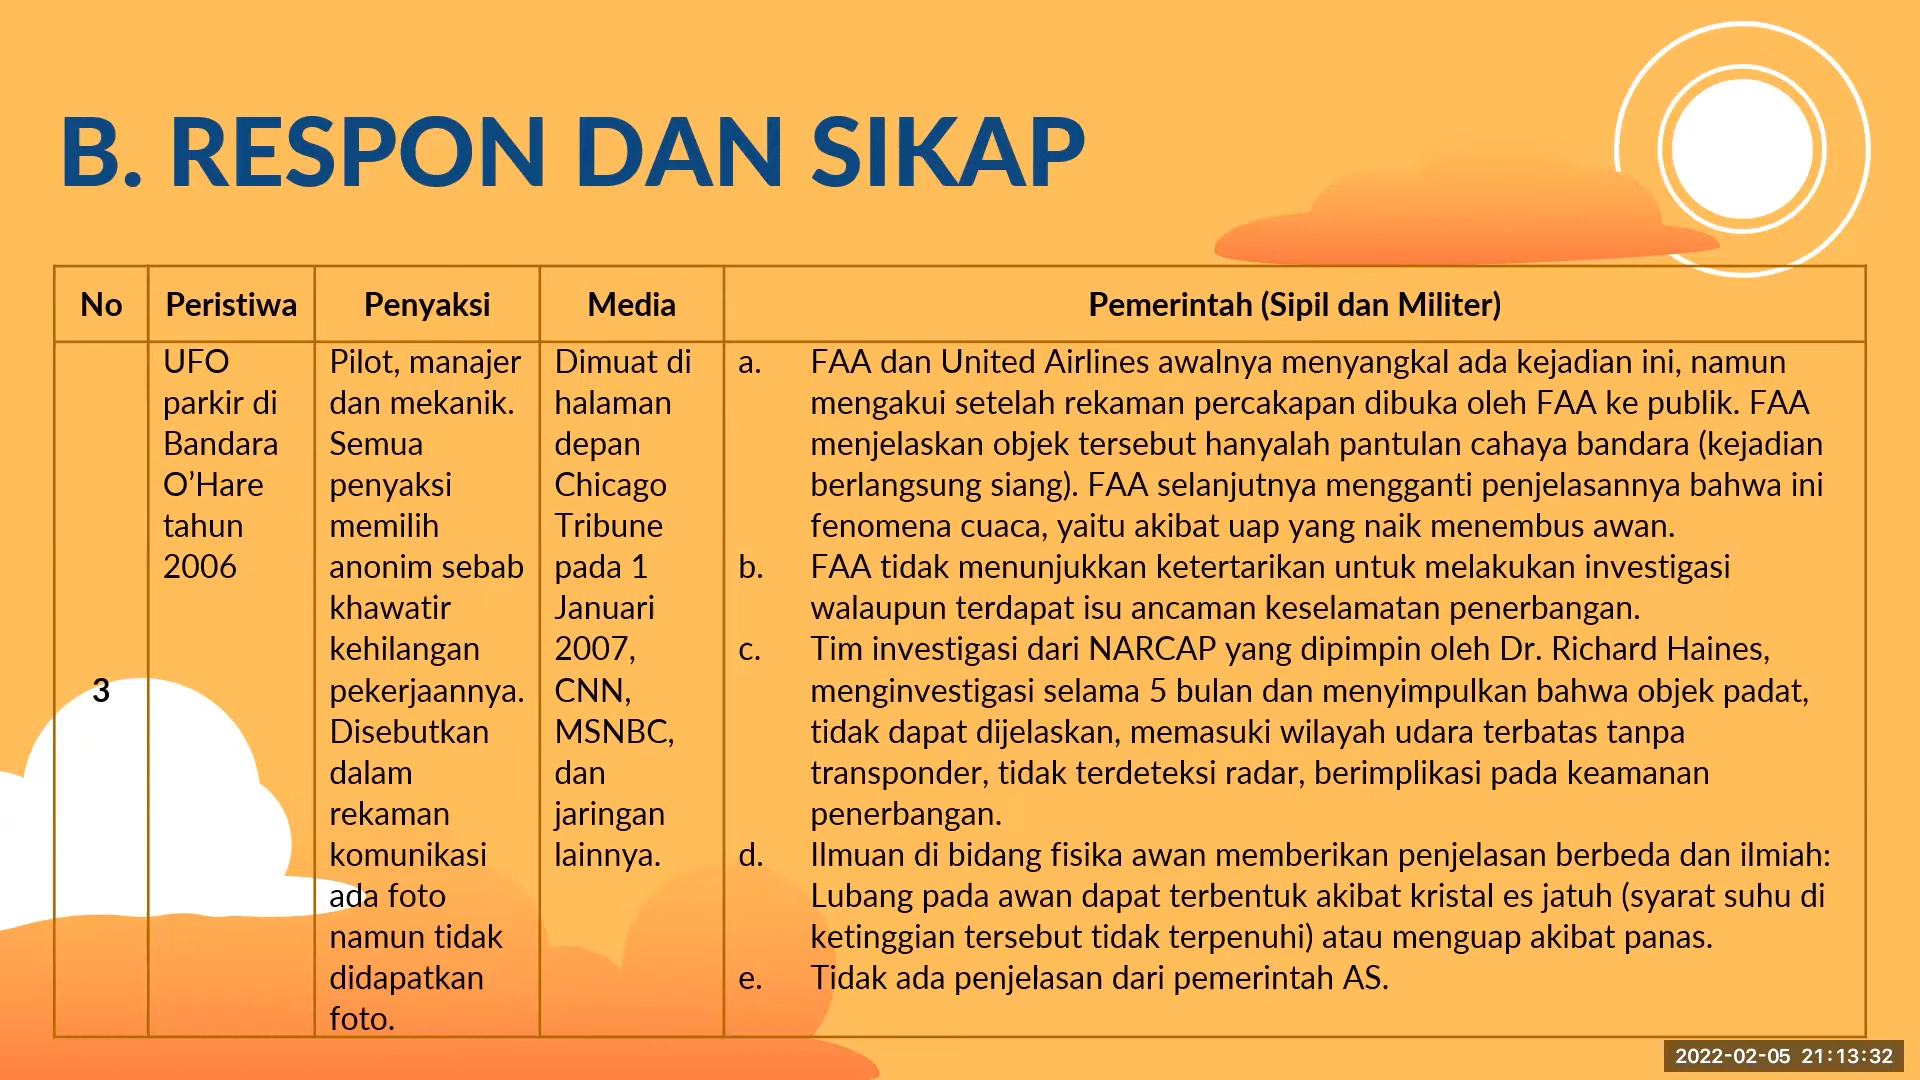 B. RESPON DAN SIKAP
No
Peristiwa
Penyaksi
Media
Pemerintah (Sipil dan Militer)
3
UFO
parkir di
Bandara
O’Hare
tahun
2006
Pilot, manajer
dan mekanik.
Semua
penyaksi
memilih
anonim sebab
khawatir
kehilangan
pekerjaannya.
Disebutkan
dalam
rekaman
komunikasi
ada foto
namun tidak
didapatkan
foto.
Dimuat di
halaman
depan
Chicago
Tribune
pada 1
Januari
2007,
CNN,
MSNBC,
dan
jaringan
lainnya.
a. FAA dan United Airlines awalnya menyangkal ada kejadian ini, namun
mengakui setelah rekaman percakapan dibuka oleh FAA ke publik. FAA
menjelaskan objek tersebut hanyalah pantulan cahaya bandara (kejadian
berlangsung siang). FAA selanjutnya mengganti penjelasannya bahwa ini
fenomena cuaca, yaitu akibat uap yang naik menembus awan.
b. FAA tidak menunjukkan ketertarikan untuk melakukan investigasi
walaupun terdapat isu ancaman keselamatan penerbangan.
c. Tim investigasi dari NARCAP yang dipimpin oleh Dr. Richard Haines,
menginvestigasi selama 5 bulan dan menyimpulkan bahwa objek padat,
tidak dapat dijelaskan, memasuki wilayah udara terbatas tanpa
transponder, tidak terdeteksi radar, berimplikasi pada keamanan
penerbangan.
d. Ilmuan di bidang fisika awan memberikan penjelasan berbeda dan ilmiah:
Lubang pada awan dapat terbentuk akibat kristal es jatuh (syarat suhu di
ketinggian tersebut tidak terpenuhi) atau menguap akibat panas.
e. Tidak ada penjelasan dari pemerintah AS.
2022-02-05 21:13:32